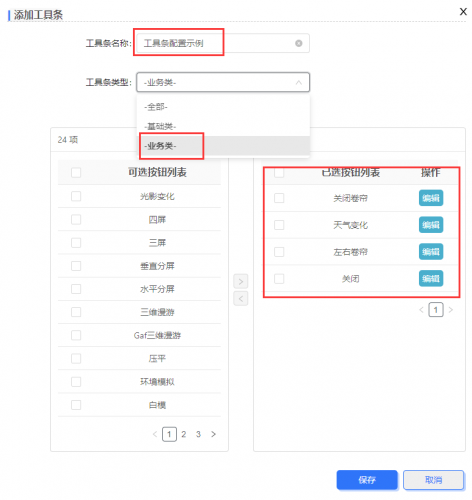 添加工具条
X
工具条名称: 工具条配置示例
工具条类型: -业务类-
-全部-
-基础类-
-业务类-
24 项
可选按钮列表
光影变化
四屏
三屏
垂直分屏
水平分屏
三维漫游
Gaf三维漫游
压平
环境模拟
白模
< 1 2 3 >
>
<
已选按钮列表 操作
关闭卷帘 编辑
天气变化 编辑
左右卷帘 编辑
关闭 编辑
< 1 >
保存 取消